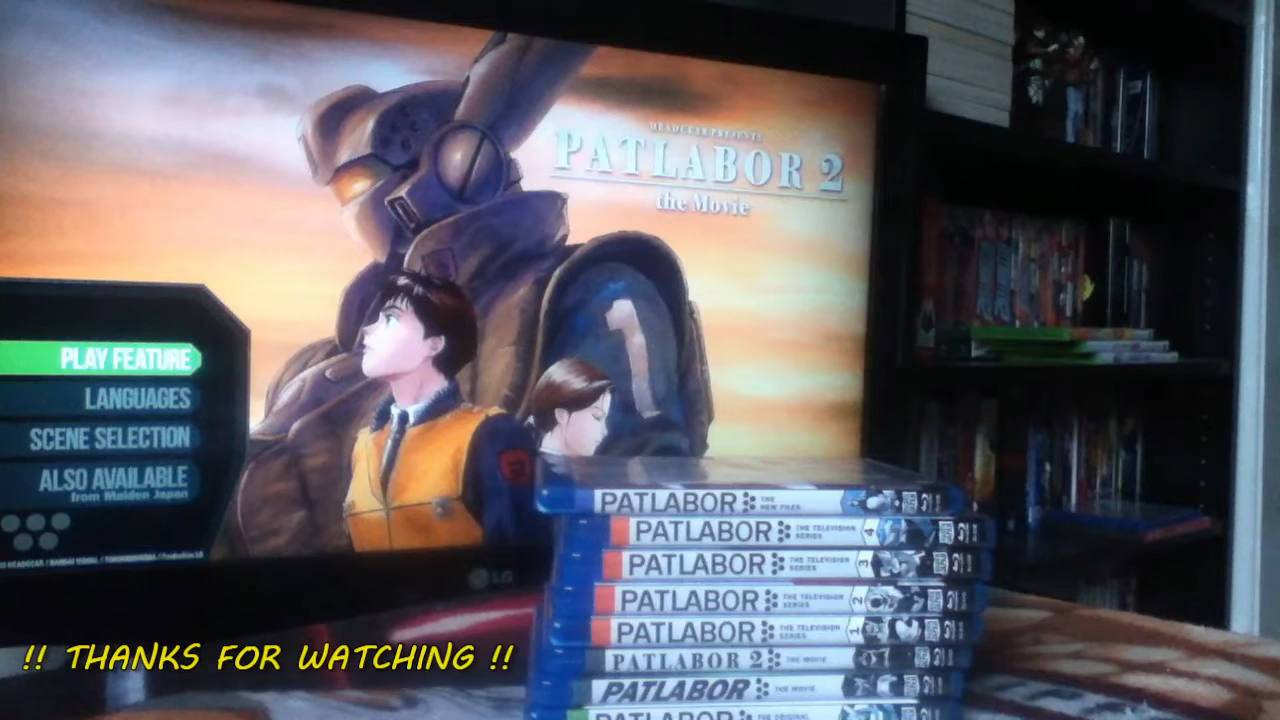 HEADGEAR PRESENTS
PATLABOR 2
the Movie
PLAY FEATURE
LANGUAGES
SCENE SELECTION
ALSO AVAILABLE
from Maiden Japan
LG
PATLABOR THE NEW FILES
PATLABOR THE TELEVISION SERIES 4
PATLABOR THE TELEVISION SERIES 3
PATLABOR THE TELEVISION SERIES 2
PATLABOR THE TELEVISION SERIES 1
PATLABOR 2 THE MOVIE
PATLABOR THE MOVIE
PATLABOR THE ORIGINAL
!! THANKS FOR WATCHING !!